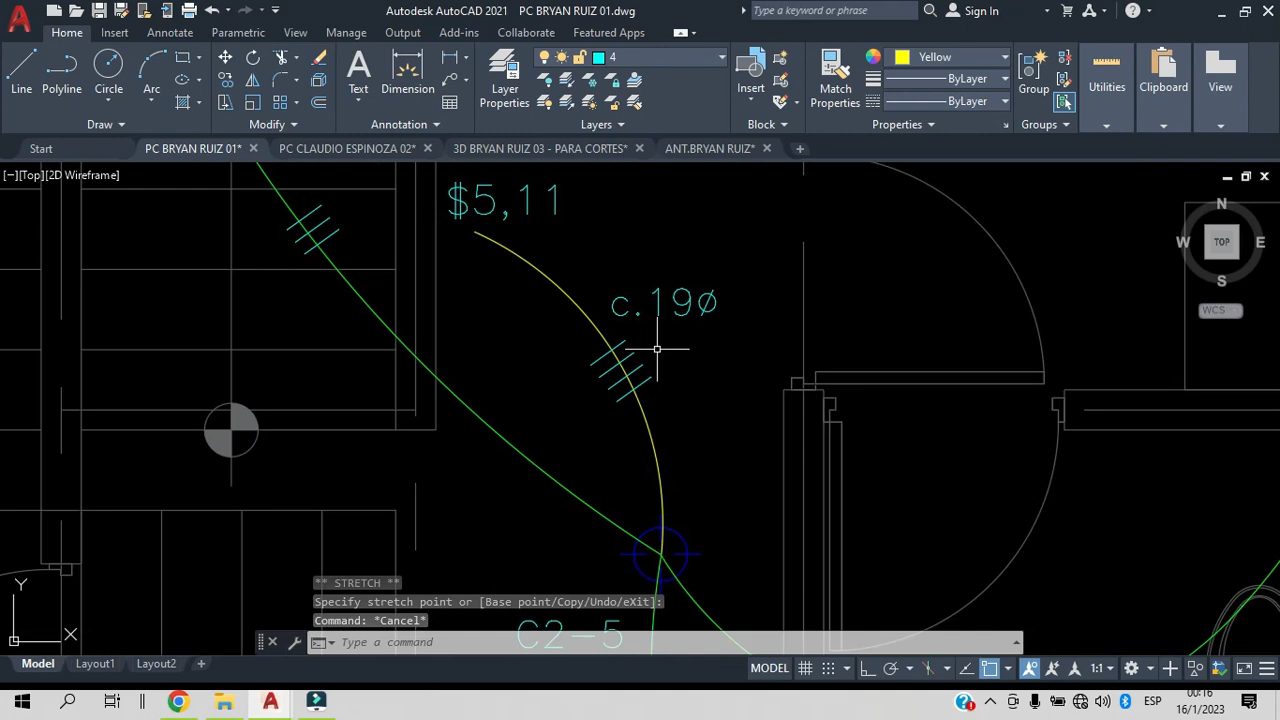 Autodesk AutoCAD 2021 PC BRYAN RUIZ 01.dwg
Type a keyword or phrase
Sign In
Home Insert Annotate Parametric View Manage Output Add-ins Collaborate Featured Apps
Line Polyline Circle Arc
Text Dimension
Layer Properties
4
Insert
Match Properties
Yellow
ByLayer
ByLayer
Group
Utilities
Clipboard
View
Draw Modify Annotation Layers Block Properties Groups
Start PC BRYAN RUIZ 01* PC CLAUDIO ESPINOZA 02* 3D BRYAN RUIZ 03 - PARA CORTES* ANT.BRYAN RUIZ*
[−][Top][2D Wireframe]
$5,11
N
W TOP E
S
WCS
c.19ø
Y
X
** STRETCH **
Specify stretch point or [Base point/Copy/Undo/eXit]:
Command: *Cancel*
C2-5
Type a command
Model Layout1 Layout2
MODEL
1:1
ESP
00:16
16/1/2023